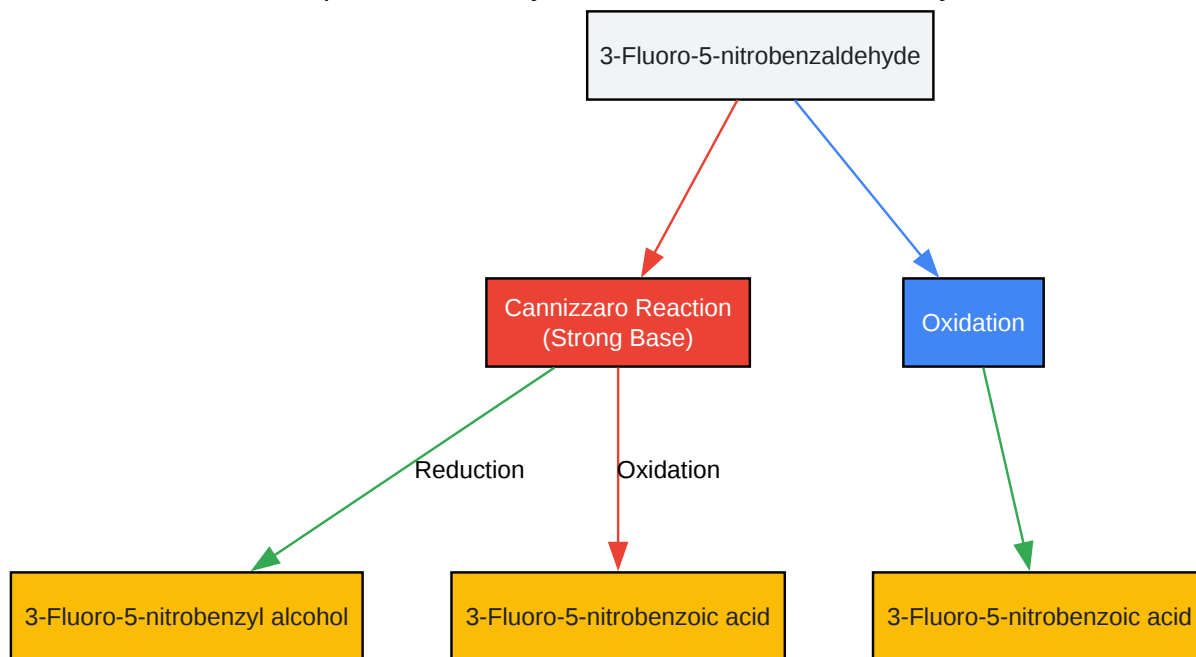 3-Fluoro-5-nitrobenzaldehyde
Cannizzaro Reaction
(Strong Base)
Oxidation
Reduction
Oxidation
3-Fluoro-5-nitrobenzyl alcohol
3-Fluoro-5-nitrobenzoic acid
3-Fluoro-5-nitrobenzoic acid